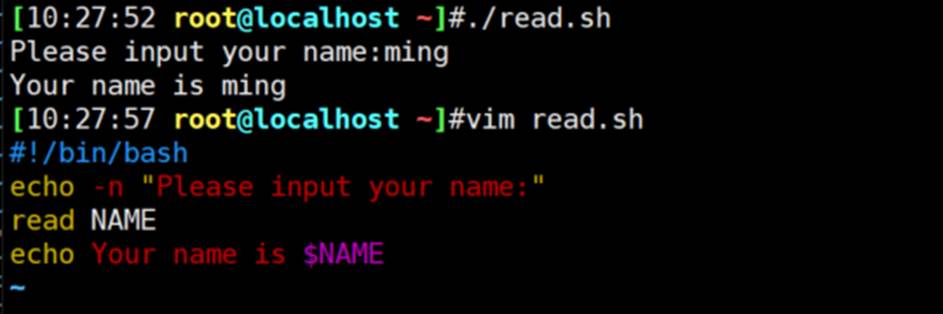 [10:27:52 root@localhost ~]#./read.sh
Please input your name:ming
Your name is ming
[10:27:57 root@localhost ~]#vim read.sh
#!/bin/bash
echo -n "Please input your name:"
read NAME
echo Your name is $NAME
~